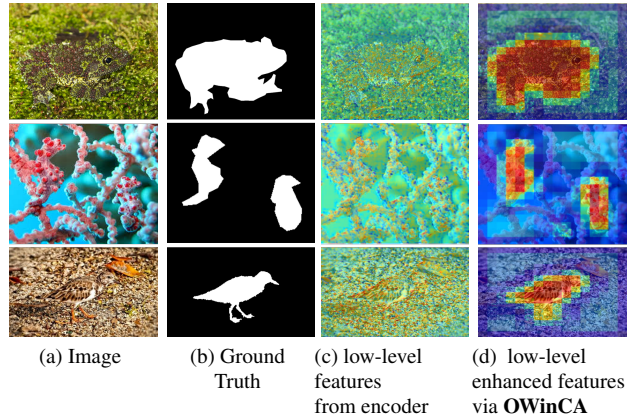 (a) Image
(b) Ground
Truth
(c) low-level
features
from encoder
(d) low-level
enhanced features
via OWinCA